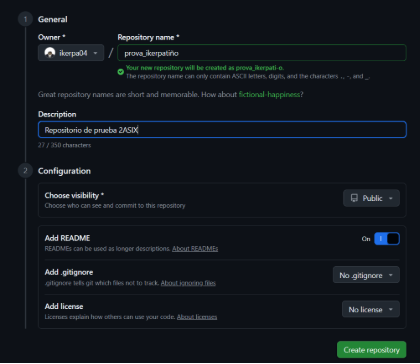 1 General
Owner * Repository name *
ikerpa04 / prova_ikerpatiño
Your new repository will be created as prova_ikerpati-o.
The repository name can only contain ASCII letters, digits, and the characters ., -, and _.
Great repository names are short and memorable. How about fictional-happiness?
Description
Repositorio de prueba 2ASIX
27 / 350 characters
2 Configuration
Choose visibility *
Choose who can see and commit to this repository
Public
Add README
READMEs can be used as longer descriptions. About READMEs
On
Add .gitignore
.gitignore tells git which files not to track. About ignoring files
No .gitignore
Add license
Licenses explain how others can use your code. About licenses
No license
Create repository